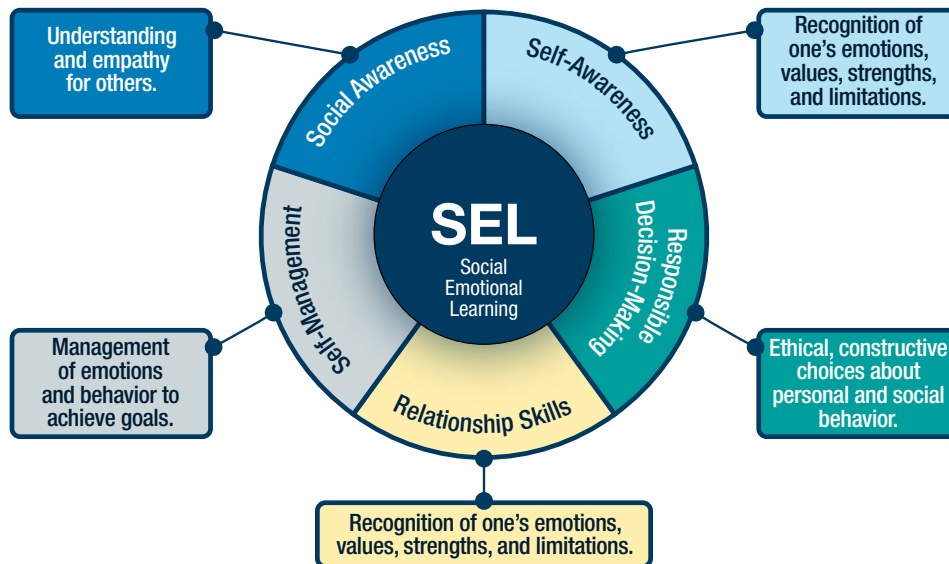 Understanding
and empathy
for others.
Social Awareness
Self-Awareness
Recognition of
one's emotions,
values, strengths,
and limitations.
SEL
Social
Emotional
Learning
Self-Management
Responsible
Decision-Making
Management
of emotions
and behavior to
achieve goals.
Relationship Skills
Ethical, constructive
choices about
personal and social
behavior.
Recognition of one's emotions,
values, strengths, and limitations.